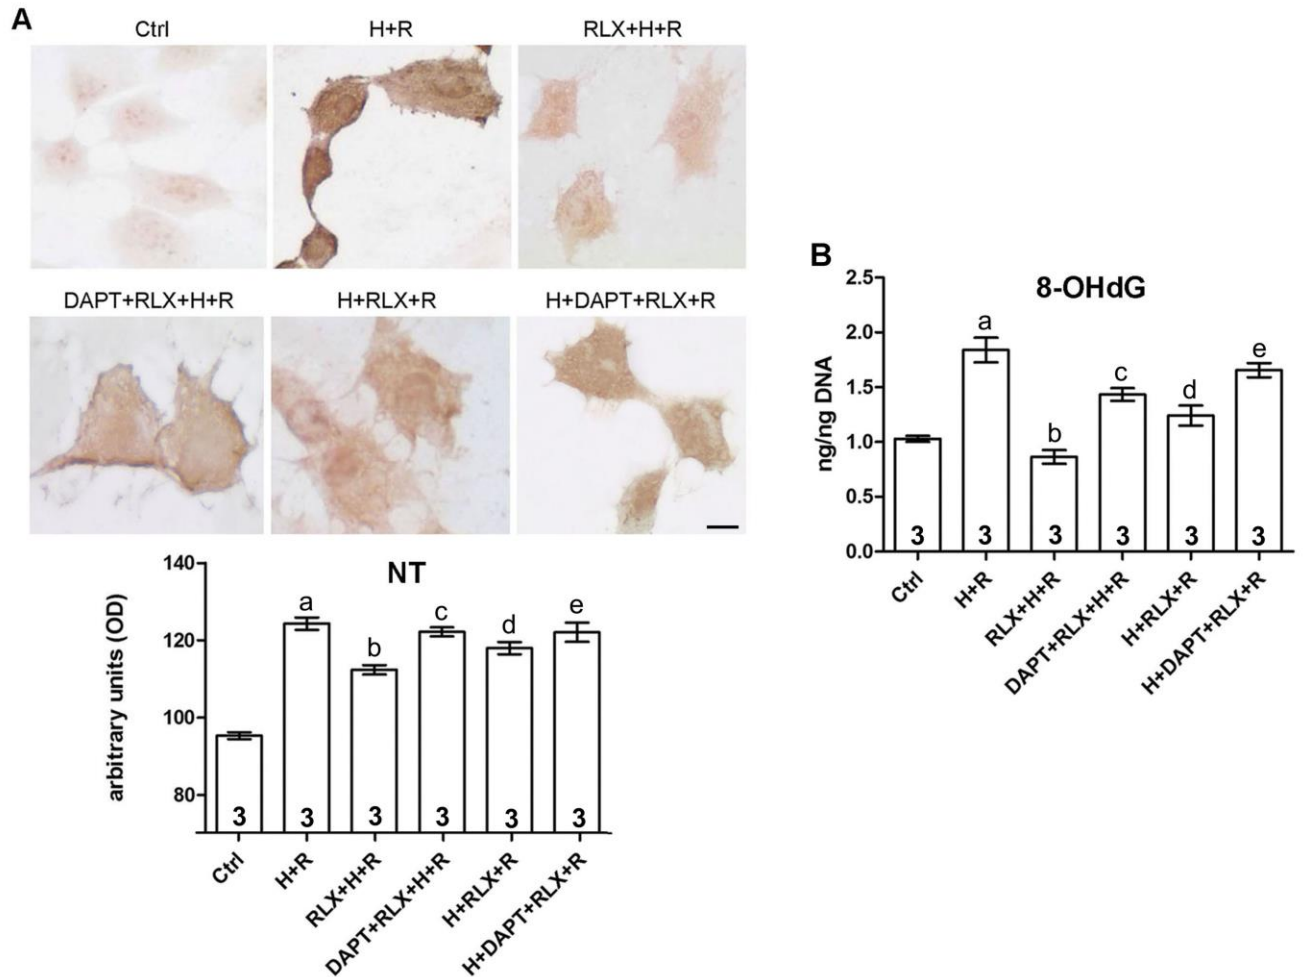 A
Ctrl H+R RLX+H+R
DAPT+RLX+H+R H+RLX+R H+DAPT+RLX+R
NT
arbitrary units (OD)
140
120
100
80
a
b
c
d
e
3 3 3 3 3 3
Ctrl
H+R
RLX+H+R
DAPT+RLX+H+R
H+RLX+R
H+DAPT+RLX+R
B
8-OHdG
ng/ng DNA
2.5
2.0
1.5
1.0
0.5
0.0
a
b
c
d
e
3 3 3 3 3 3
Ctrl
H+R
RLX+H+R
DAPT+RLX+H+R
H+RLX+R
H+DAPT+RLX+R